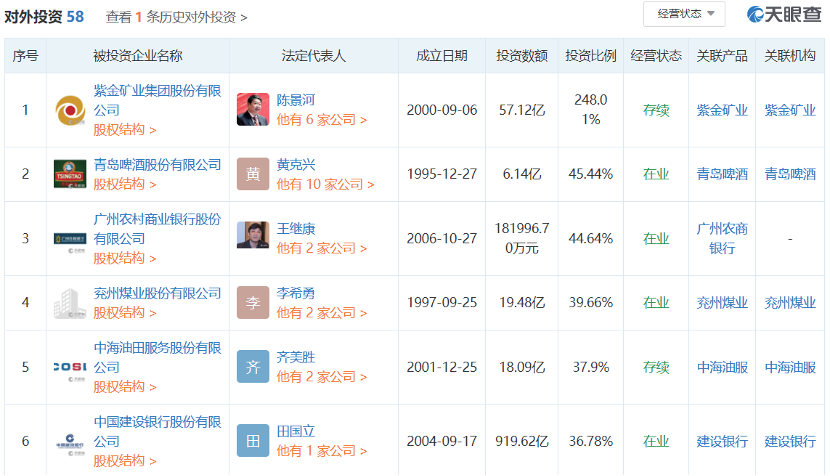 对外投资 58 查看 1 条历史对外投资 > 经营状态 天眼查
序号 被投资企业名称 法定代表人 成立日期 投资数额 投资比例 经营状态 关联产品 关联机构
1 紫金矿业集团股份有限公司 股权结构 > 陈景河 他有 6 家公司 > 2000-09-06 57.12亿 248.01% 存续 紫金矿业 紫金矿业
2 TSINGTAO 青岛啤酒股份有限公司 股权结构 > 黄 黄克兴 他有 10 家公司 > 1995-12-27 6.14亿 45.44% 在业 青岛啤酒 青岛啤酒
3 广州农村商业银行股份有限公司 股权结构 > 王继康 他有 2 家公司 > 2006-10-27 181996.70万元 44.64% 在业 广州农商银行 -
4 兖州煤业股份有限公司 股权结构 > 李 李希勇 他有 2 家公司 > 1997-09-25 19.48亿 39.66% 在业 兖州煤业 兖州煤业
5 COSL 中海油田服务股份有限公司 股权结构 > 齐 齐美胜 他有 2 家公司 > 2001-12-25 18.09亿 37.9% 存续 中海油服 中海油服
6 中国建设银行 中国建设银行股份有限公司 股权结构 > 田 田国立 他有 1 家公司 > 2004-09-17 919.62亿 36.78% 在业 建设银行 建设银行